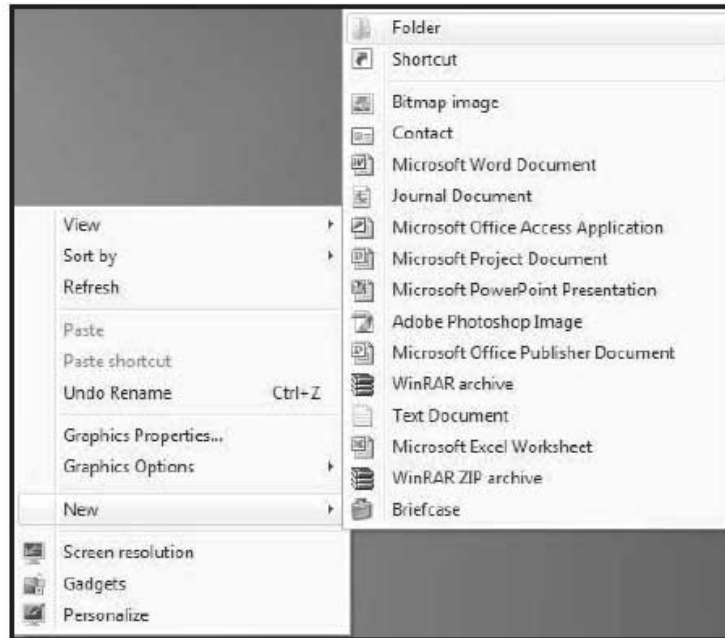 Folder
Shortcut
Bitmap image
Contact
Microsoft Word Document
Journal Document
Microsoft Office Access Application
Microsoft Project Document
Microsoft PowerPoint Presentation
Adobe Photoshop Image
Microsoft Office Publisher Document
WinRAR archive
Text Document
Microsoft Excel Worksheet
WinRAR ZIP archive
Briefcase
View
Sort by
Refresh
Paste
Paste shortcut
Undo Rename Ctrl+Z
Graphics Properties...
Graphics Options
New
Screen resolution
Gadgets
Personalize